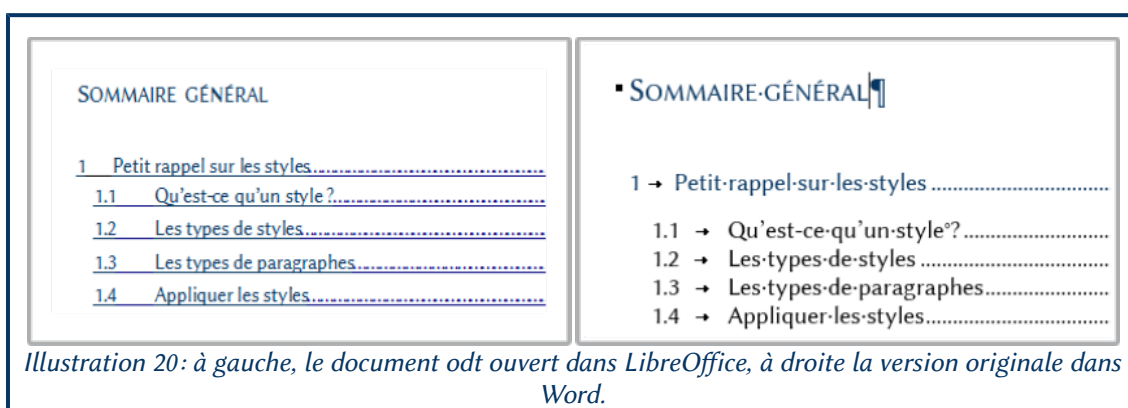 SOMMAIRE GÉNÉRAL
1 Petit rappel sur les styles
1.1 Qu'est-ce qu'un style ?
1.2 Les types de styles
1.3 Les types de paragraphes
1.4 Appliquer les styles
▪ SOMMAIRE·GÉNÉRAL¶
1 → Petit·rappel·sur·les·styles
1.1 → Qu'est-ce·qu'un·style°?
1.2 → Les·types·de·styles
1.3 → Les·types·de·paragraphes
1.4 → Appliquer·les·styles
Illustration 20: à gauche, le document odt ouvert dans LibreOffice, à droite la version originale dans
Word.